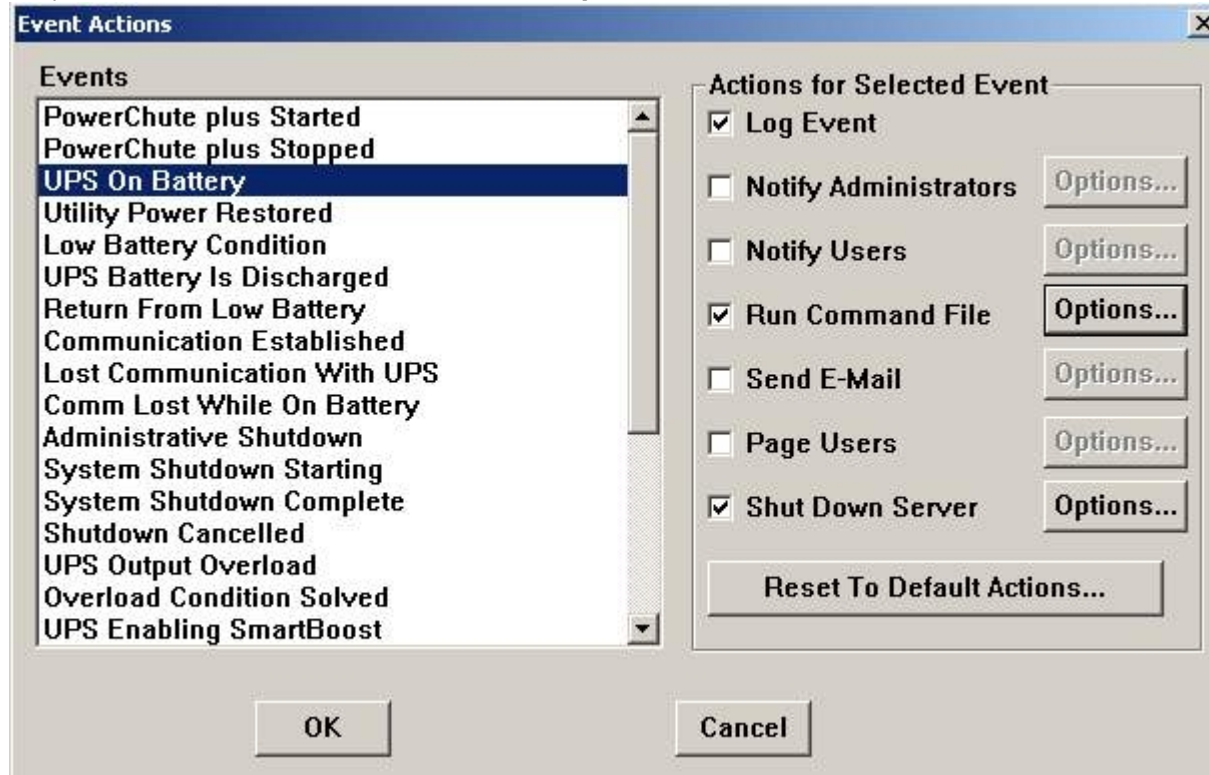 Event Actions
Events
PowerChute plus Started
PowerChute plus Stopped
UPS On Battery
Utility Power Restored
Low Battery Condition
UPS Battery Is Discharged
Return From Low Battery
Communication Established
Lost Communication With UPS
Comm Lost While On Battery
Administrative Shutdown
System Shutdown Starting
System Shutdown Complete
Shutdown Cancelled
UPS Output Overload
Overload Condition Solved
UPS Enabling SmartBoost
Actions for Selected Event
Log Event
Notify Administrators Options...
Notify Users Options...
Run Command File Options...
Send E-Mail Options...
Page Users Options...
Shut Down Server Options...
Reset To Default Actions...
OK Cancel